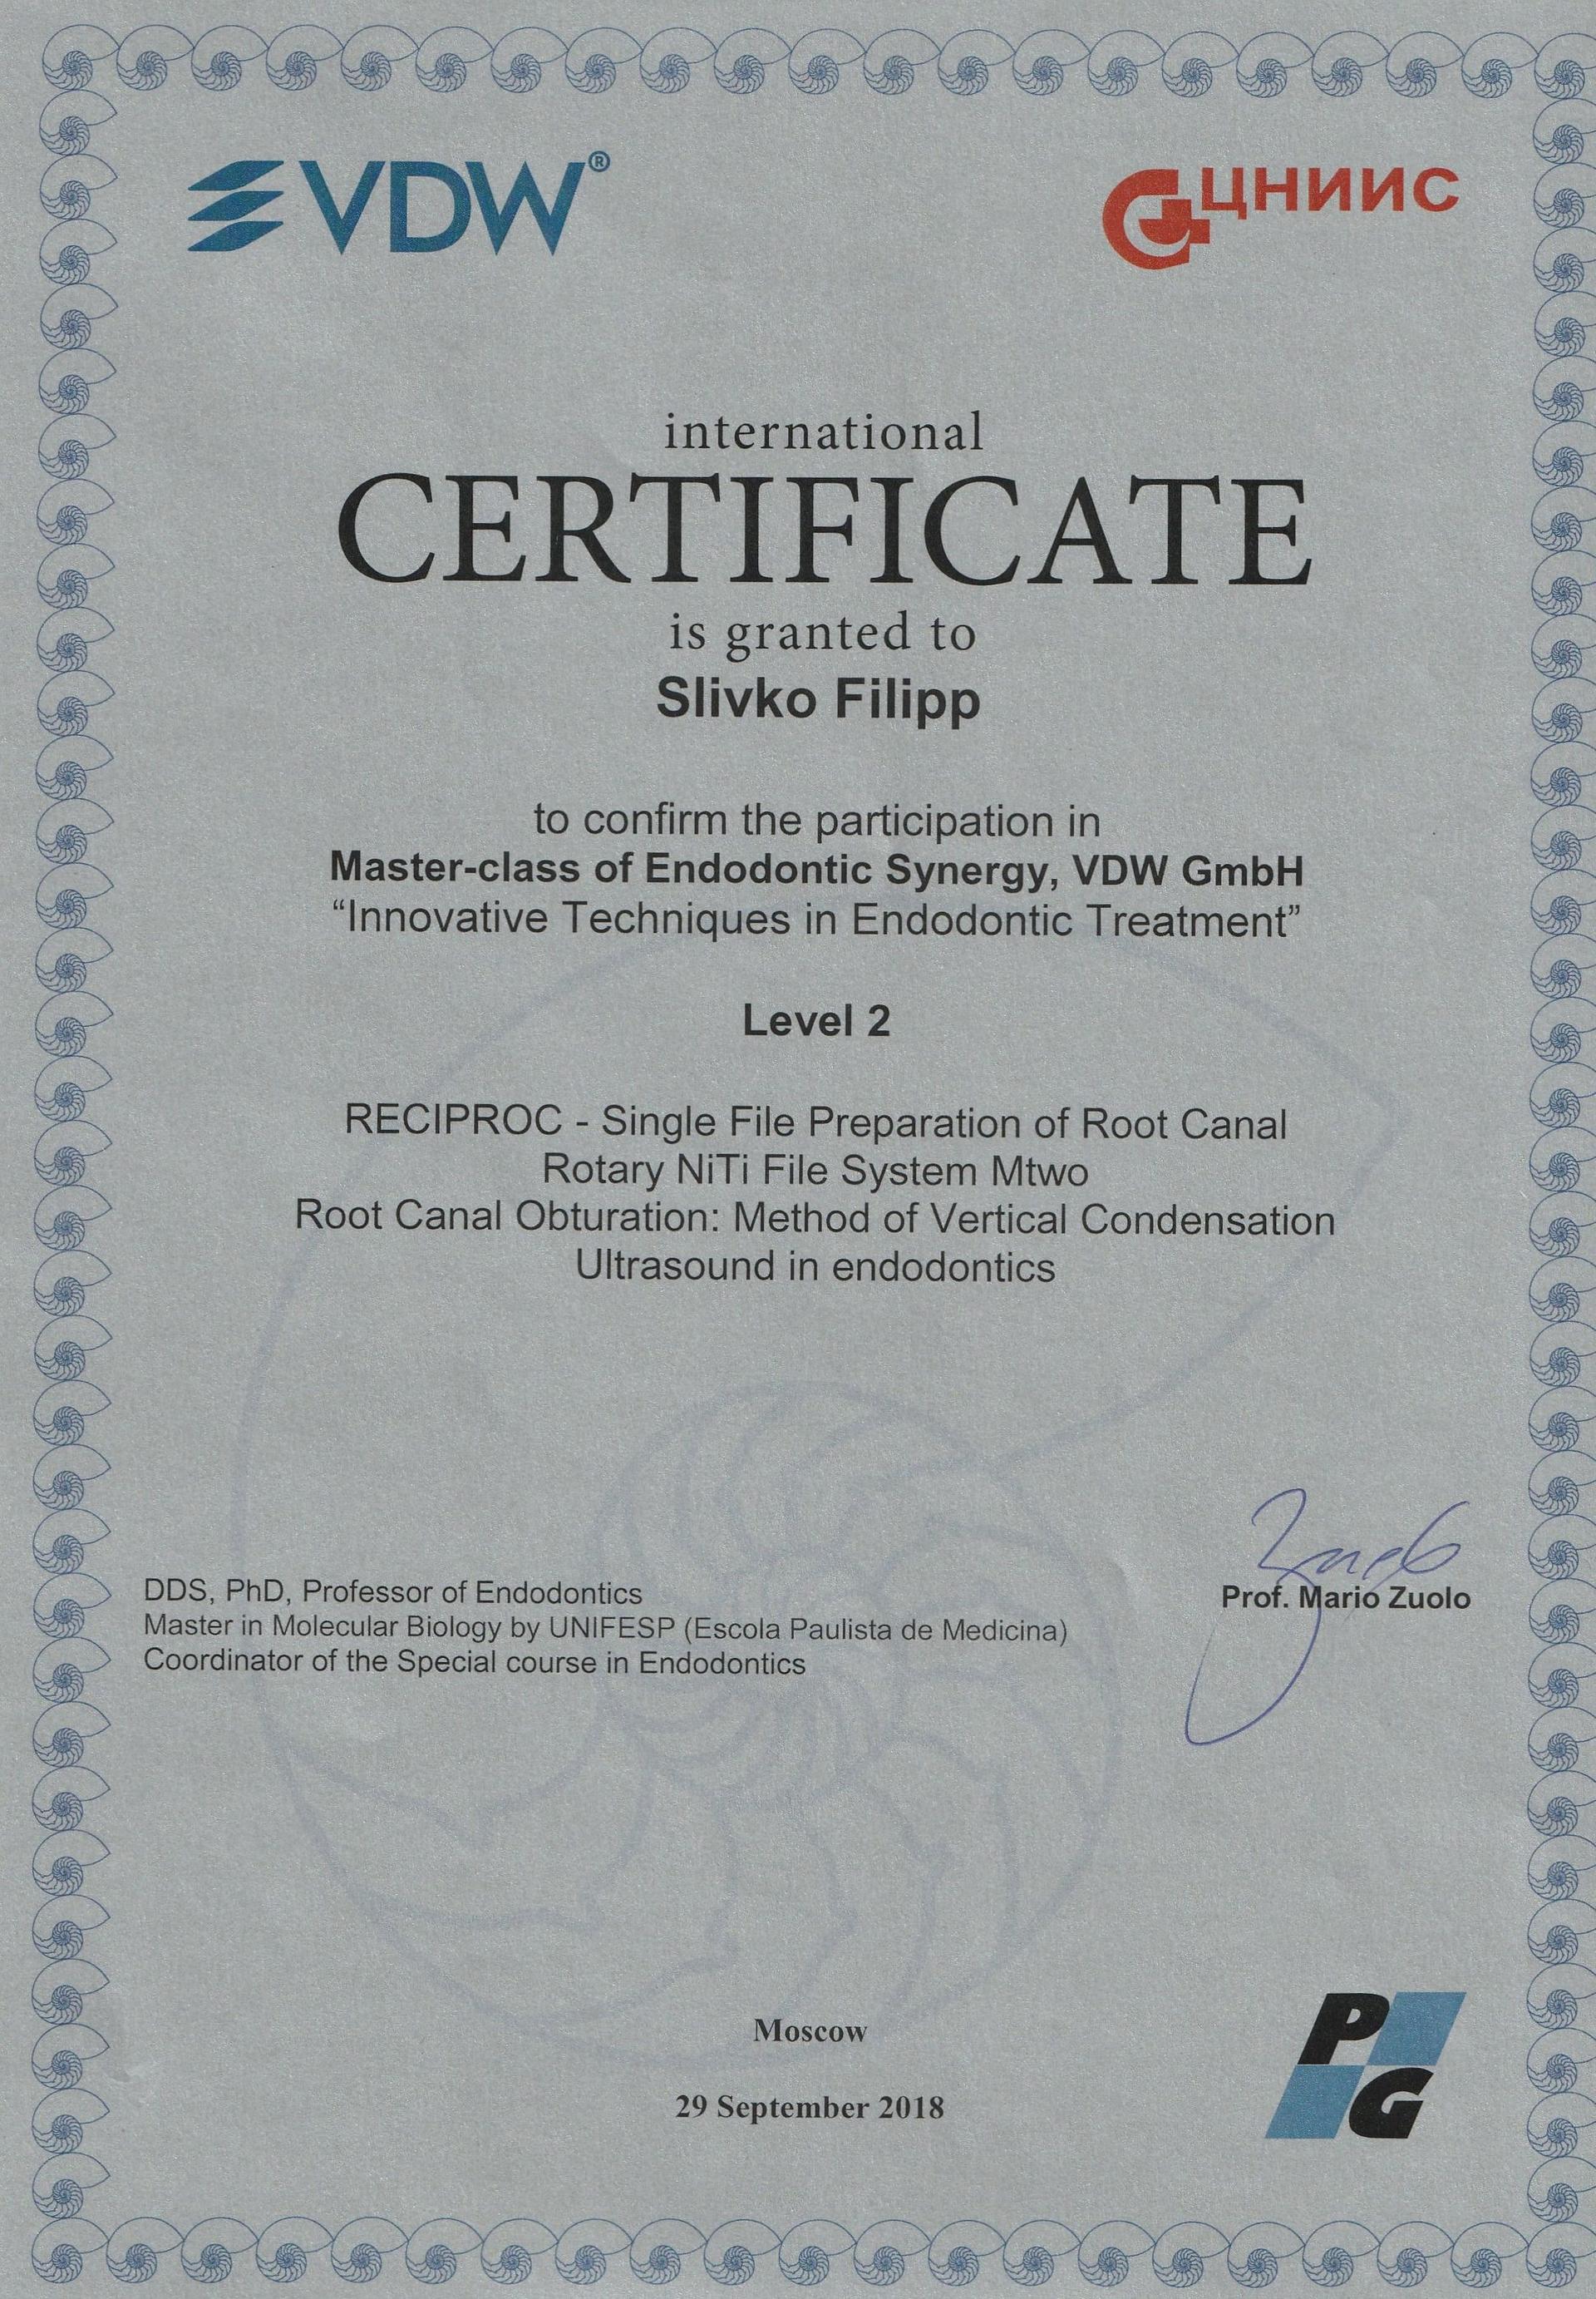 VDW®
ЦНИИС
international
CERTIFICATE
is granted to
Slivko Filipp
to confirm the participation in
Master-class of Endodontic Synergy, VDW GmbH
“Innovative Techniques in Endodontic Treatment”
Level 2
RECIPROC - Single File Preparation of Root Canal
Rotary NiTi File System Mtwo
Root Canal Obturation: Method of Vertical Condensation
Ultrasound in endodontics
DDS, PhD, Professor of Endodontics
Master in Molecular Biology by UNIFESP (Escola Paulista de Medicina)
Coordinator of the Special course in Endodontics
Prof. Mario Zuolo
Moscow
29 September 2018
P
G